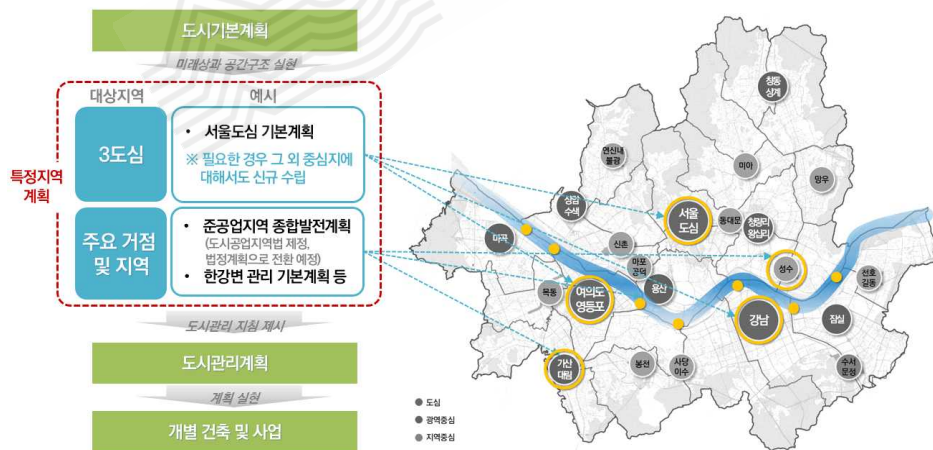 도시기본계획
미래상과 공간구조 실현
대상지역
예시
특정지역
계획
3도심
• 서울도심 기본계획
※ 필요한 경우 그 외 중심지에
대해서도 신규 수립
주요 거점
및 지역
• 준공업지역 종합발전계획
(도시공업지역법 제정,
법정계획으로 전환 예정)
• 한강변 관리 기본계획 등
도시관리 지침 제시
도시관리계획
계획 실현
개별 건축 및 사업
창동
상계
연신내
불광
미아
망우
상암
수색
서울
도심
동대문
청량리
왕십리
마곡
신촌
마포
공덕
성수
천호
길동
목동
여의도
영등포
용산
강남
잠실
가산
대림
봉천
사당
이수
수서
문정
도심
광역중심
지역중심